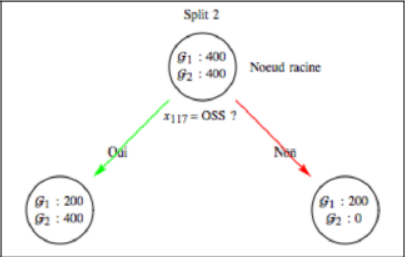 Split 2
𝒢1 : 400
𝒢2 : 400
Noeud racine
x117 = OSS ?
Oui
Non
𝒢1 : 200
𝒢2 : 400
𝒢1 : 200
𝒢2 : 0